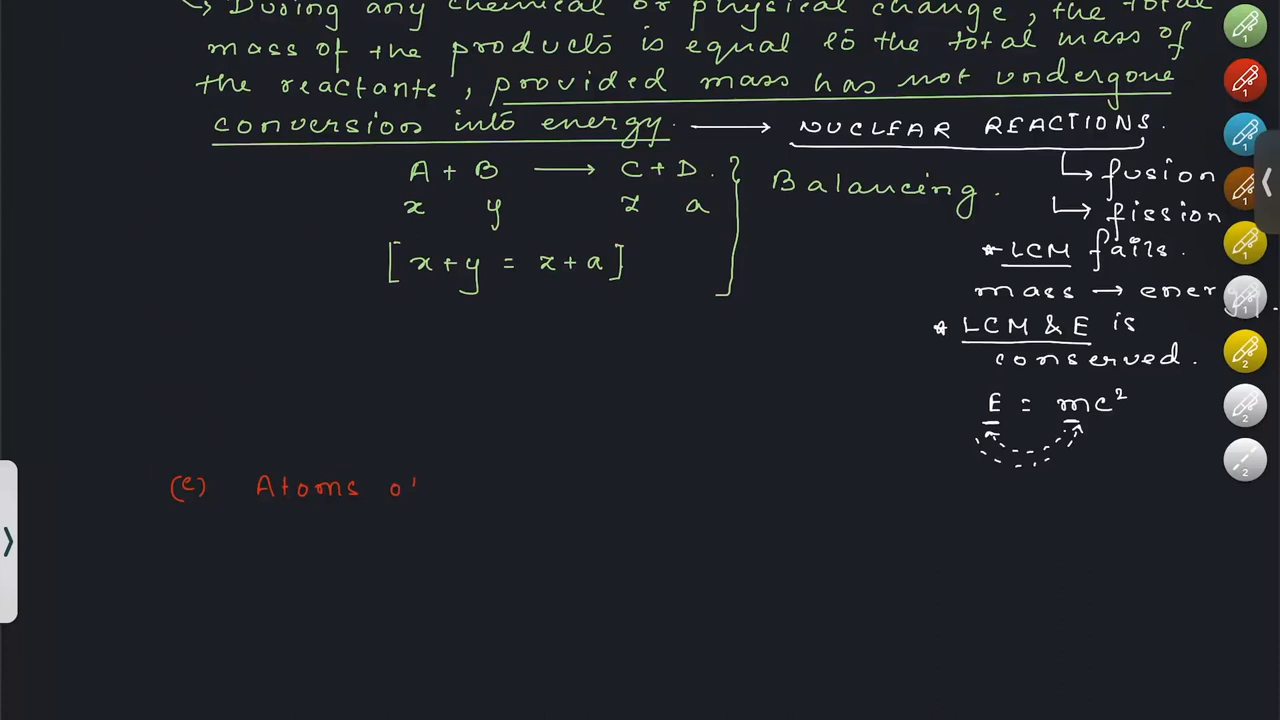 ↳ During any chemical or physical change, the total
mass of the products is equal to the total mass of
the reactants, provided mass has not undergone
conversion into energy. ⟶ NUCLEAR REACTIONS.
↳ fusion
↳ fission
A + B ⟶ C + D.
x y z a
[x + y = z + a]
Balancing.
* LCM fails.
mass → energy.
* LCM & E is
conserved.
E = mc²
(c) Atoms o